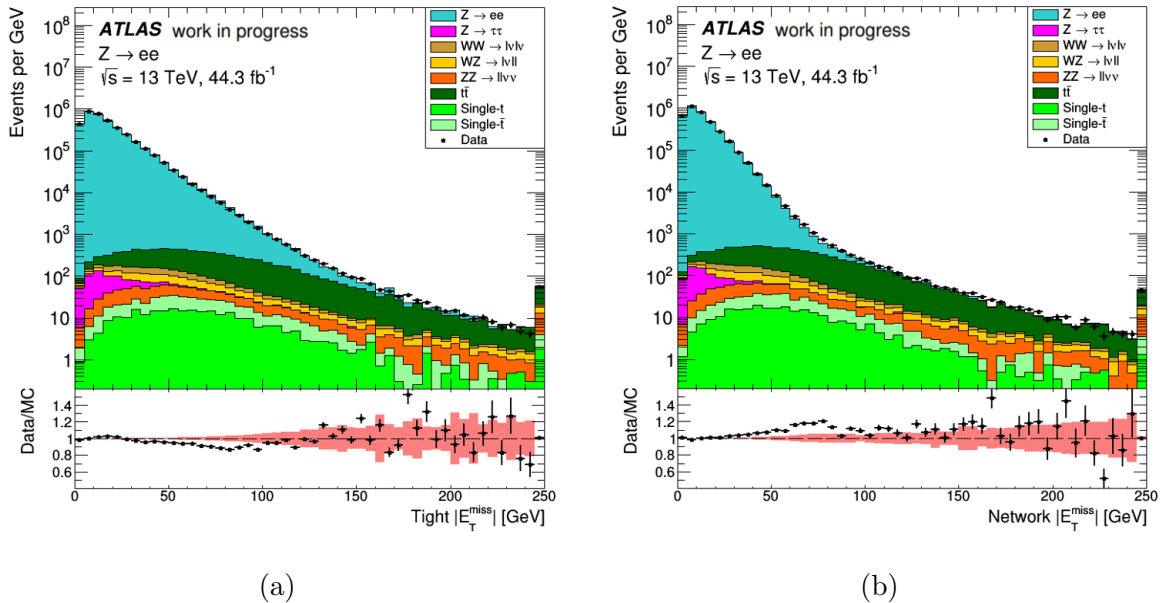 Events per GeV
10⁸
10⁷
10⁶
10⁵
10⁴
10³
10²
10
1
ATLAS work in progress
Z → ee
√s = 13 TeV, 44.3 fb⁻¹
Z → ee
Z → ττ
WW → lνlν
WZ → lνll
ZZ → llνν
tt̄
Single-t
Single-t̄
Data
Data/MC
1.4
1.2
1
0.8
0.6
0 50 100 150 200 250
Tight |E_T^miss| [GeV]
(a)
Events per GeV
10⁸
10⁷
10⁶
10⁵
10⁴
10³
10²
10
1
ATLAS work in progress
Z → ee
√s = 13 TeV, 44.3 fb⁻¹
Z → ee
Z → ττ
WW → lνlν
WZ → lνll
ZZ → llνν
tt̄
Single-t
Single-t̄
Data
Data/MC
1.4
1.2
1
0.8
0.6
0 50 100 150 200 250
Network |E_T^miss| [GeV]
(b)